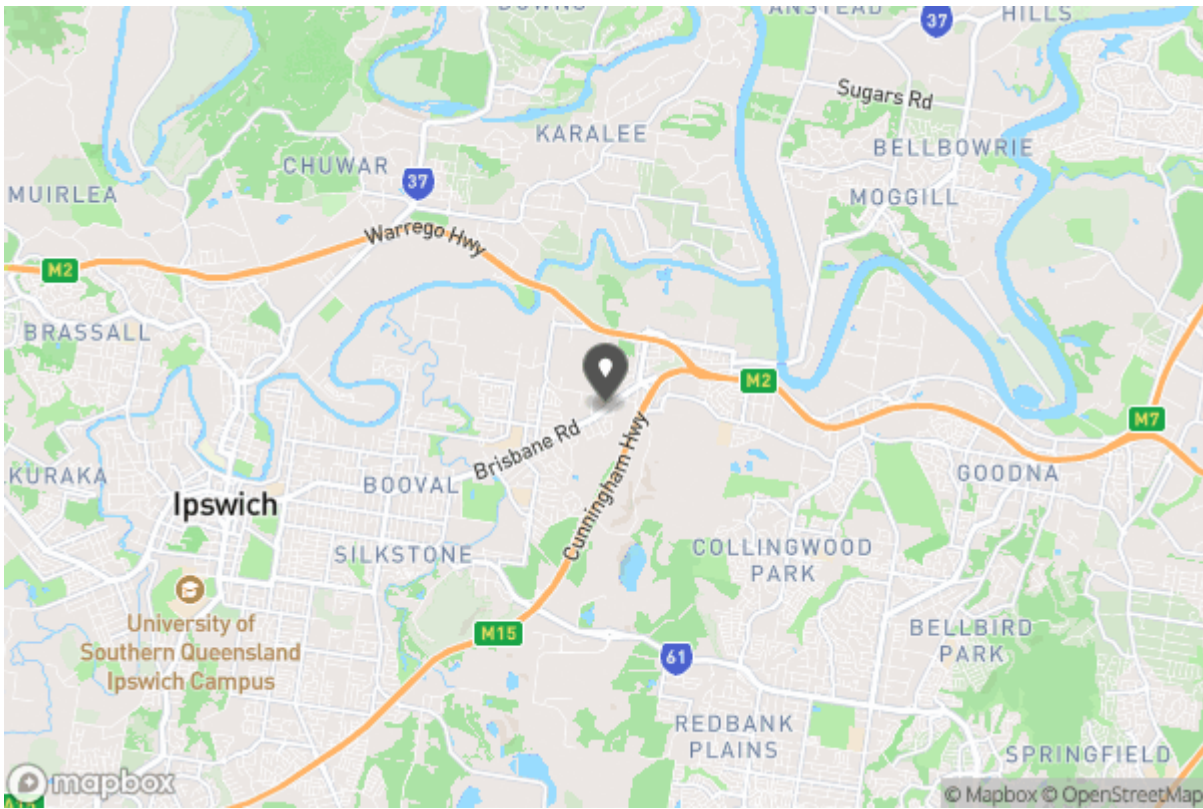 DOWNS
ANSTEAD
37
HILLS
Sugars Rd
KARALEE
BELLBOWRIE
CHUWAR
37
MUIRLEA
MOGGILL
Warrego Hwy
M2
BRASSALL
M2
M7
Brisbane Rd
KURAKA
BOOVAL
GOODNA
Ipswich
Cunningham Hwy
SILKSTONE
COLLINGWOOD
PARK
University of
Southern Queensland
Ipswich Campus
M15
BELLBIRD
PARK
61
REDBANK
PLAINS
SPRINGFIELD
mapbox
© Mapbox © OpenStreetMap